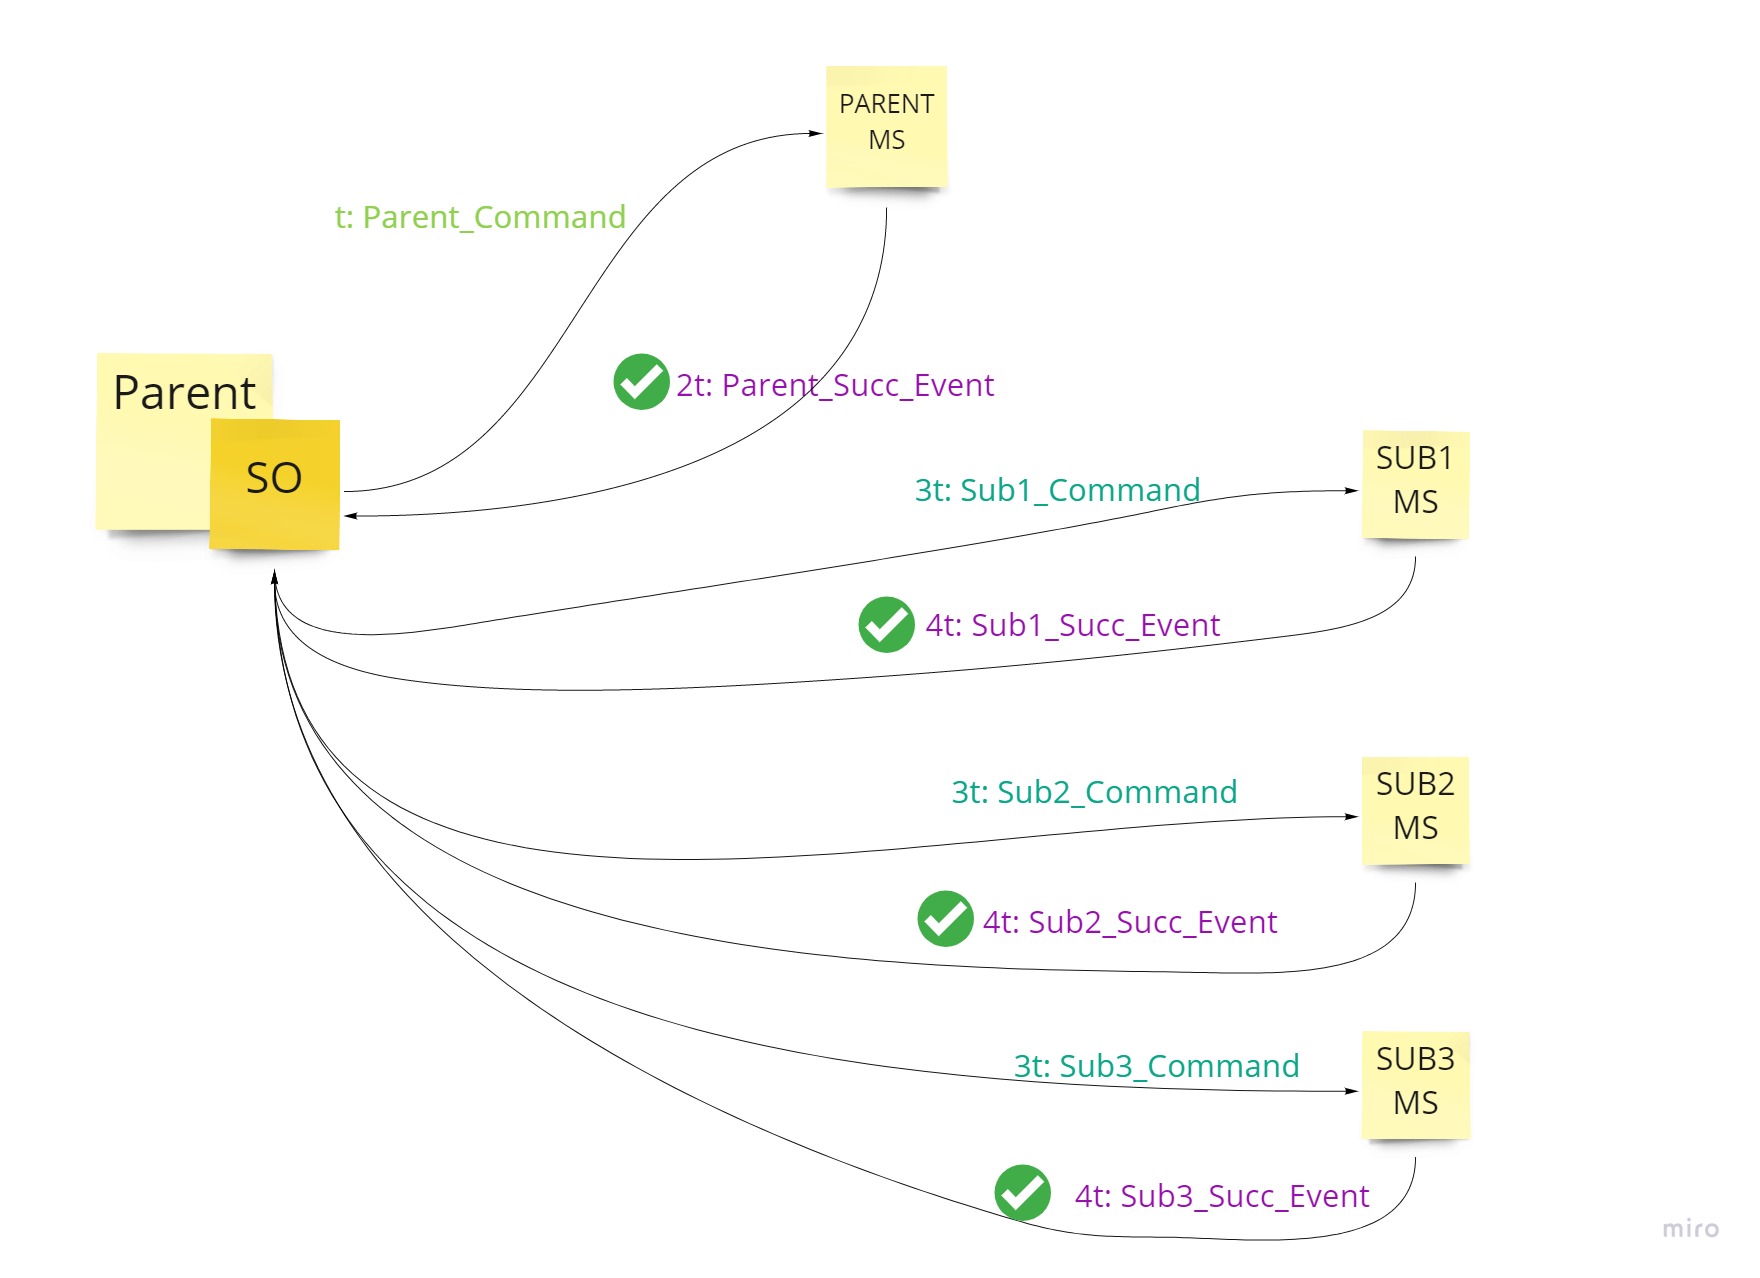 PARENT
MS
t: Parent_Command
Parent
2t: Parent_Succ_Event
SO
SUB1
MS
3t: Sub1_Command
4t: Sub1_Succ_Event
SUB2
MS
3t: Sub2_Command
4t: Sub2_Succ_Event
SUB3
MS
3t: Sub3_Command
4t: Sub3_Succ_Event
miro